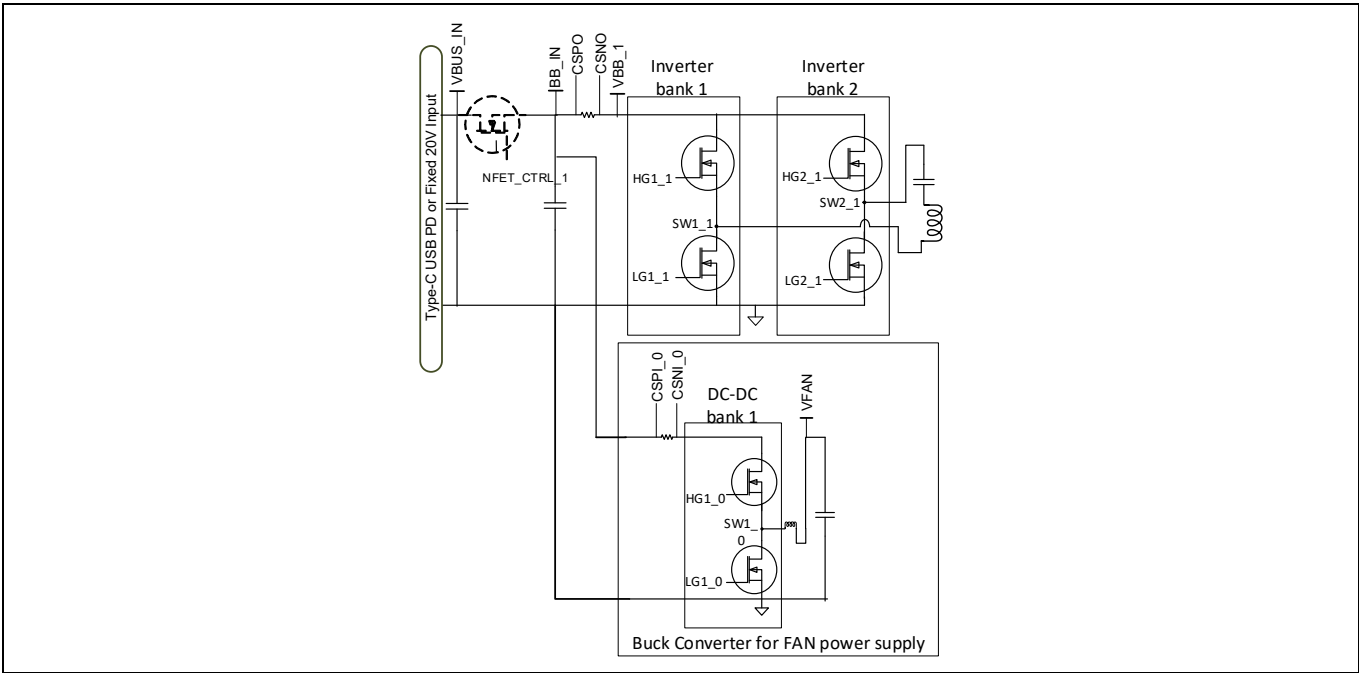 Type-C USB PD or Fixed 20V Input
VBUS_IN
NFET_CTRL_1
BB_IN
CSPO
CSNO
VBB_1
Inverter
bank 1
HG1_1
SW1_1
LG1_1
Inverter
bank 2
HG2_1
SW2_1
LG2_1
CSPI_0
CSNI_0
DC-DC
bank 1
VFAN
HG1_0
SW1_
0
LG1_0
Buck Converter for FAN power supply